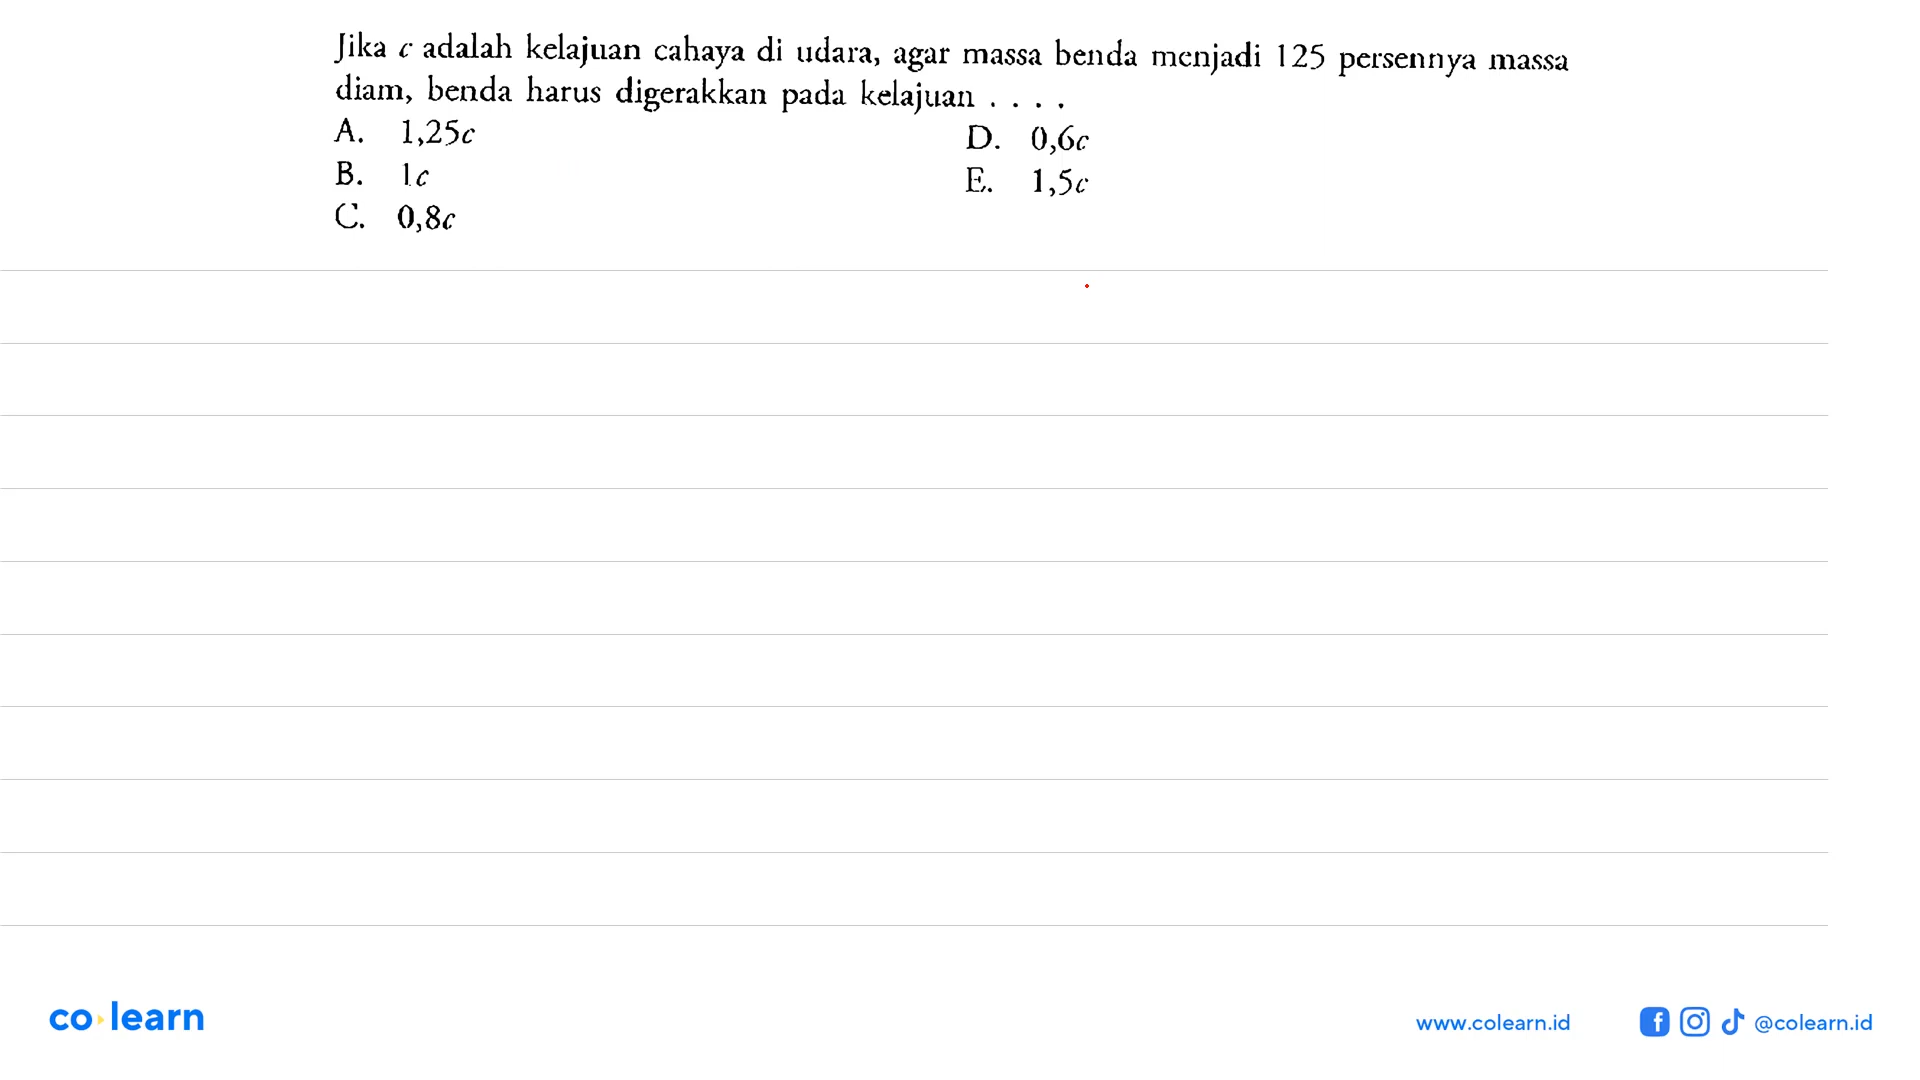 Jika c adalah kelajuan cahaya di udara, agar massa benda menjadi 125 persennya massa
diam, benda harus digerakkan pada kelajuan . . . .
A. 1,25c
B. 1c
C. 0,8c
D. 0,6c
E. 1,5c
co learn
www.colearn.id
@colearn.id